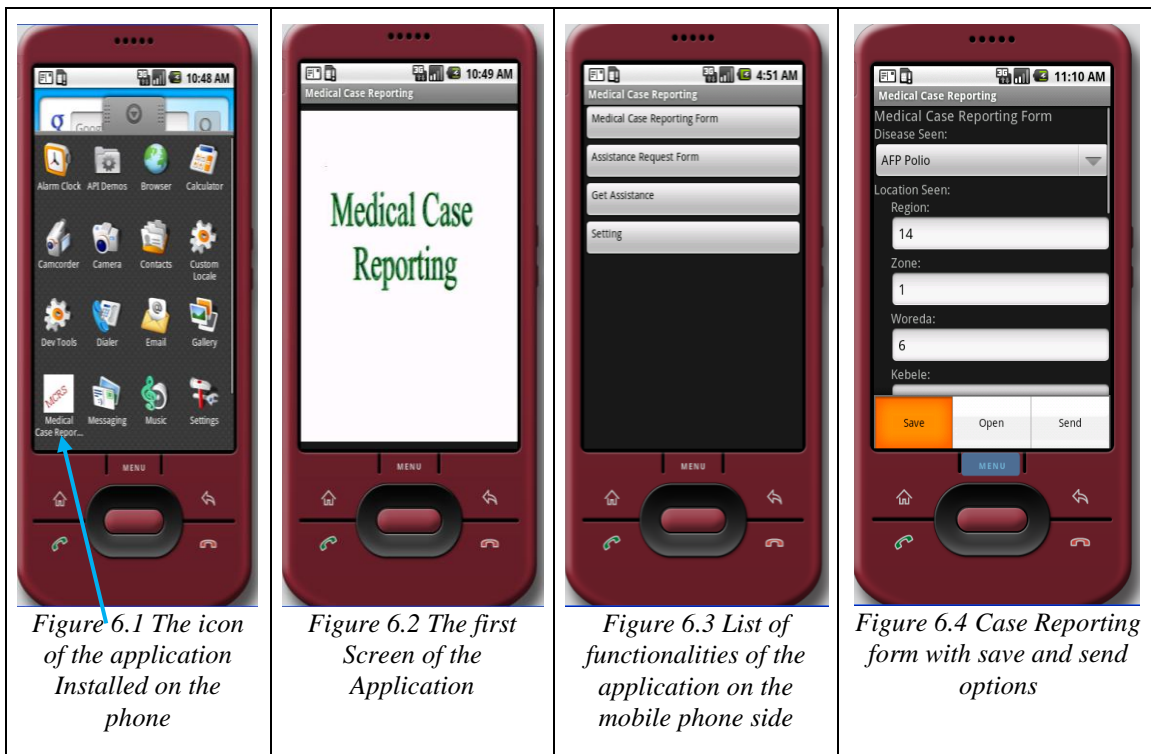 10:48 AM
Goog
Alarm Clock
API Demos
Browser
Calculator
Camcorder
Camera
Contacts
Custom
Locale
Dev Tools
Dialer
Email
Gallery
MCRS
Medical
Case Repor...
Messaging
Music
Settings
MENU
Figure 6.1 The icon
of the application
Installed on the
phone
3G
10:49 AM
Medical Case Reporting
Medical Case
Reporting
MENU
Figure 6.2 The first
Screen of the
Application
3G
4:51 AM
Medical Case Reporting
Medical Case Reporting Form
Assistance Request Form
Get Assistance
Setting
MENU
Figure 6.3 List of
functionalities of the
application on the
mobile phone side
3G
11:10 AM
Medical Case Reporting
Medical Case Reporting Form
Disease Seen:
AFP Polio
Location Seen:
Region:
14
Zone:
1
Woreda:
6
Kebele:
Save
Open
Send
MENU
Figure 6.4 Case Reporting
form with save and send
options